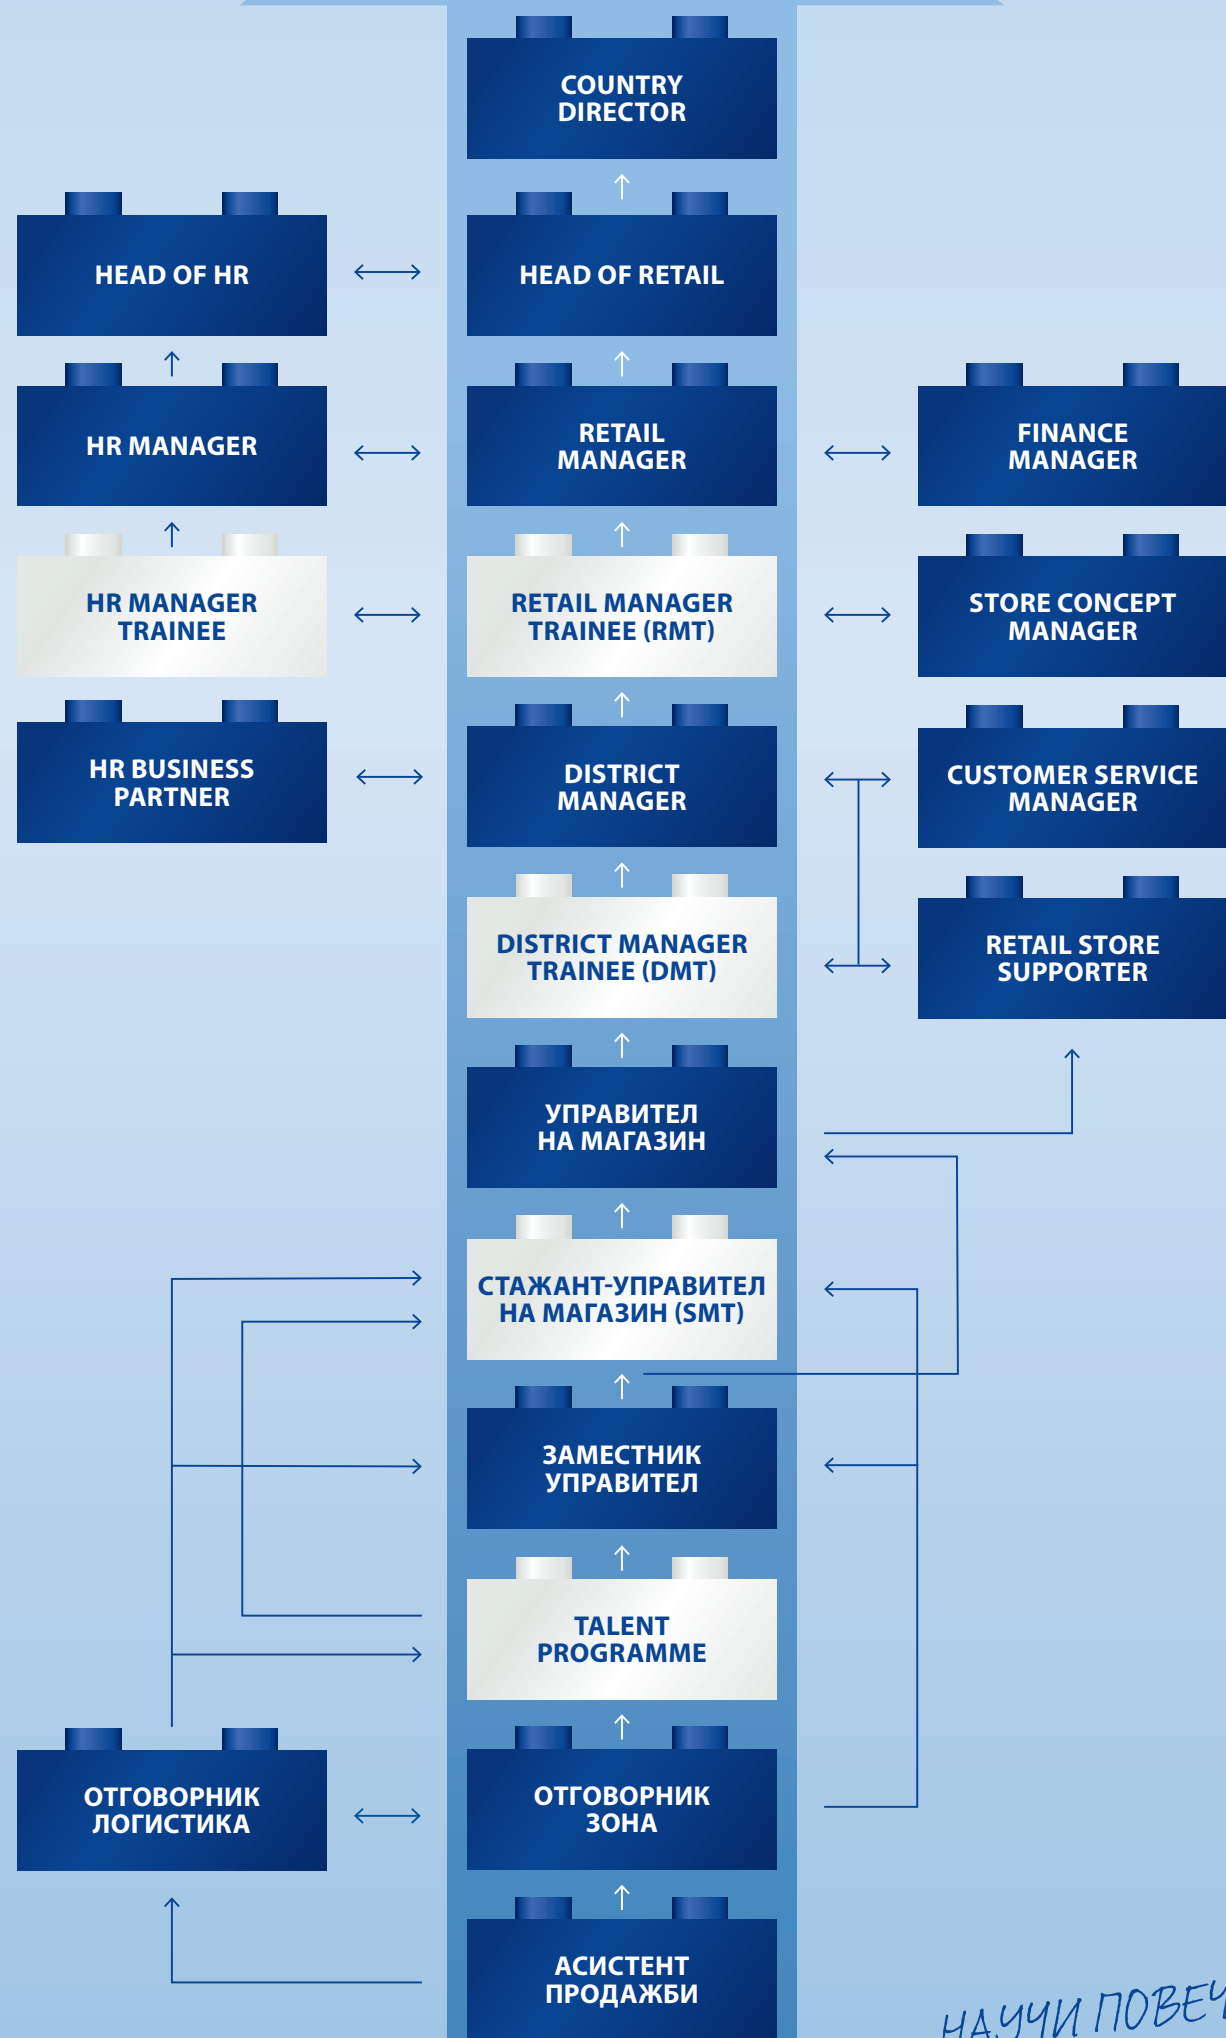 COUNTRY
DIRECTOR
HEAD OF HR
HEAD OF RETAIL
HR MANAGER
RETAIL
MANAGER
FINANCE
MANAGER
HR MANAGER
TRAINEE
RETAIL MANAGER
TRAINEE (RMT)
STORE CONCEPT
MANAGER
HR BUSINESS
PARTNER
DISTRICT
MANAGER
CUSTOMER SERVICE
MANAGER
DISTRICT MANAGER
TRAINEE (DMT)
RETAIL STORE
SUPPORTER
УПРАВИТЕЛ
НА МАГАЗИН
СТАЖАНТ-УПРАВИТЕЛ
НА МАГАЗИН (SMT)
ЗАМЕСТНИК
УПРАВИТЕЛ
TALENT
PROGRAMME
ОТГОВОРНИК
ЛОГИСТИКА
ОТГОВОРНИК
ЗОНА
АСИСТЕНТ
ПРОДАЖБИ
НАУЧИ ПОВЕЧ